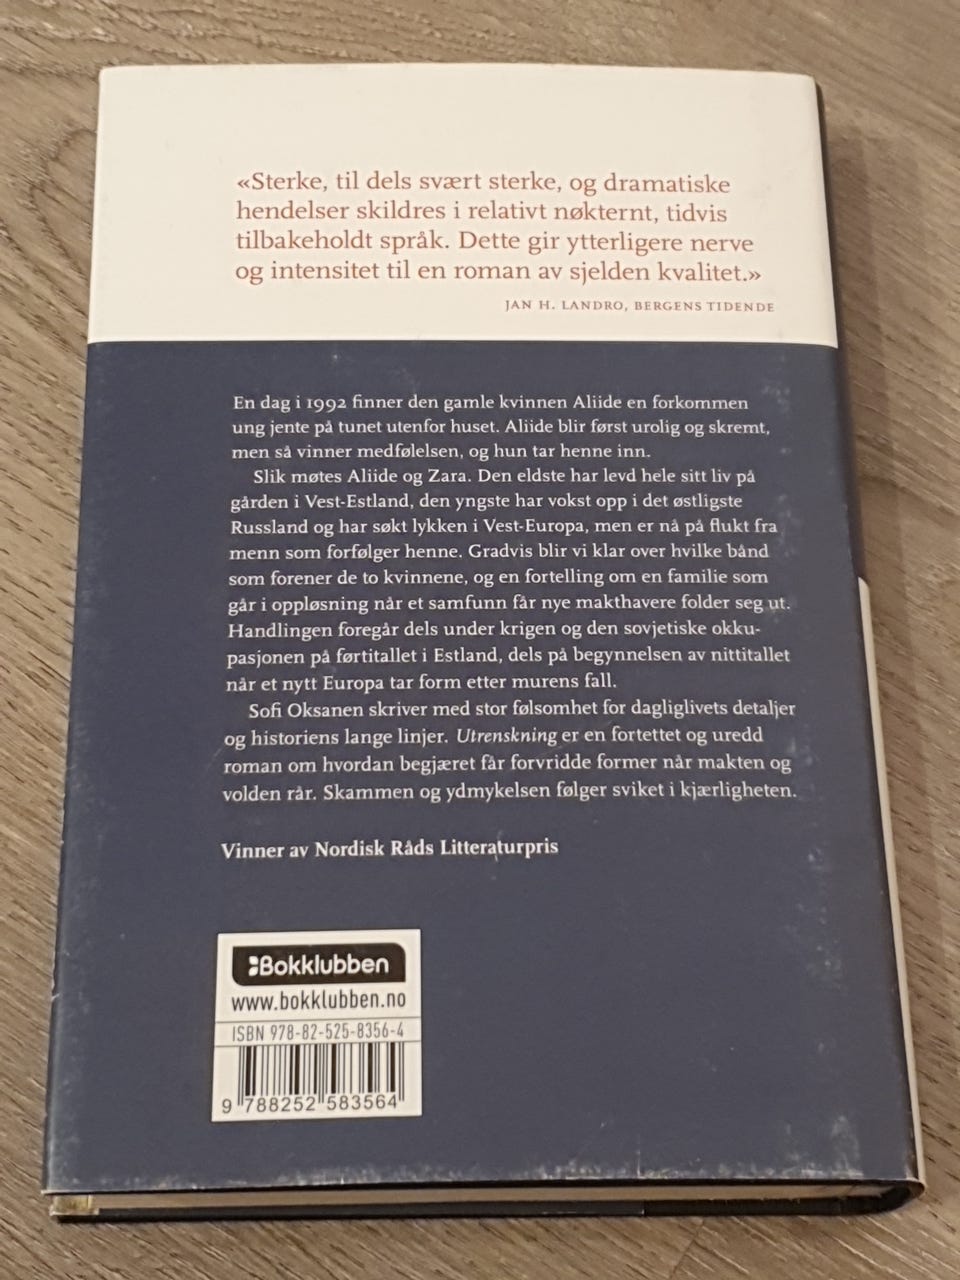 «Sterke, til dels svært sterke, og dramatiske
hendelser skildres i relativt nøkternt, tidvis
tilbakeholdt språk. Dette gir ytterligere nerve
og intensitet til en roman av sjelden kvalitet.»
JAN H. LANDRO, BERGENS TIDENDE
En dag i 1992 finner den gamle kvinnen Aliide en forkommen
ung jente på tunet utenfor huset. Aliide blir først urolig og skremt,
men så vinner medfølelsen, og hun tar henne inn.
Slik møtes Aliide og Zara. Den eldste har levd hele sitt liv på
gården i Vest-Estland, den yngste har vokst opp i det østligste
Russland og har søkt lykken i Vest-Europa, men er nå på flukt fra
menn som forfølger henne. Gradvis blir vi klar over hvilke bånd
som forener de to kvinnene, og en fortelling om en familie som
går i oppløsning når et samfunn får nye makthavere folder seg ut.
Handlingen foregår dels under krigen og den sovjetiske okku-
pasjonen på førtitallet i Estland, dels på begynnelsen av nittitallet
når et nytt Europa tar form etter murens fall.
Sofi Oksanen skriver med stor følsomhet for dagliglivets detaljer
og historiens lange linjer. Utrenskning er en fortettet og uredd
roman om hvordan begjæret får forvridde former når makten og
volden rår. Skammen og ydmykelsen følger sviket i kjærligheten.
Vinner av Nordisk Råds Litteraturpris
Bokklubben
www.bokklubben.no
ISBN 978-82-525-8356-4
9 788252 583564